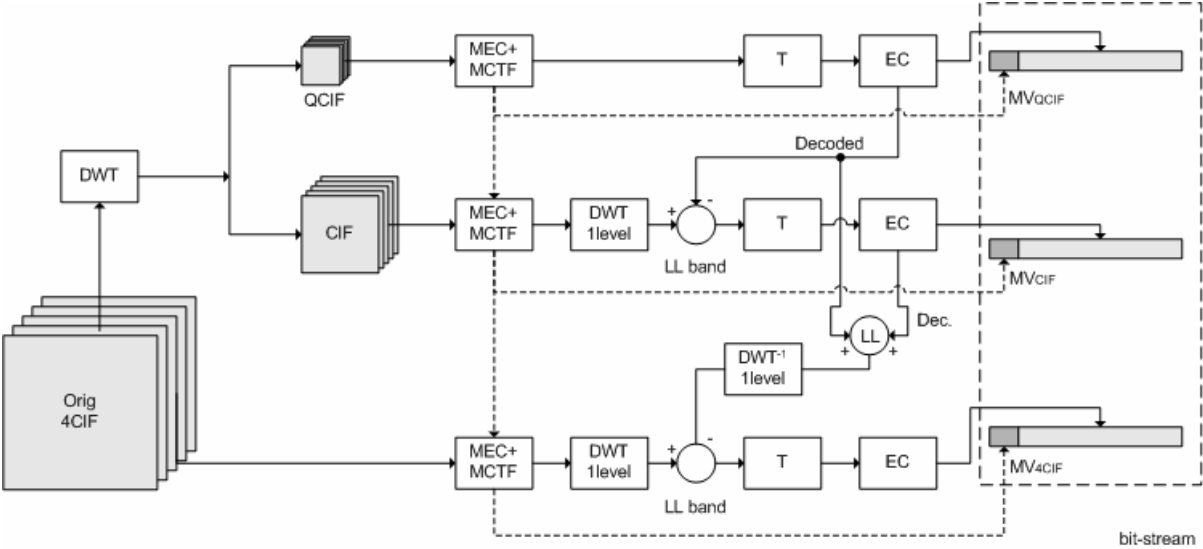 MEC+
MCTF
T
EC
QCIF
MVQCIF
Decoded
DWT
CIF
MEC+
MCTF
DWT
1level
+
-
T
EC
LL band
MVCIF
Dec.
LL
+
+
DWT-1
1level
Orig
4CIF
MEC+
MCTF
DWT
1level
+
-
T
EC
LL band
MV4CIF
bit-stream